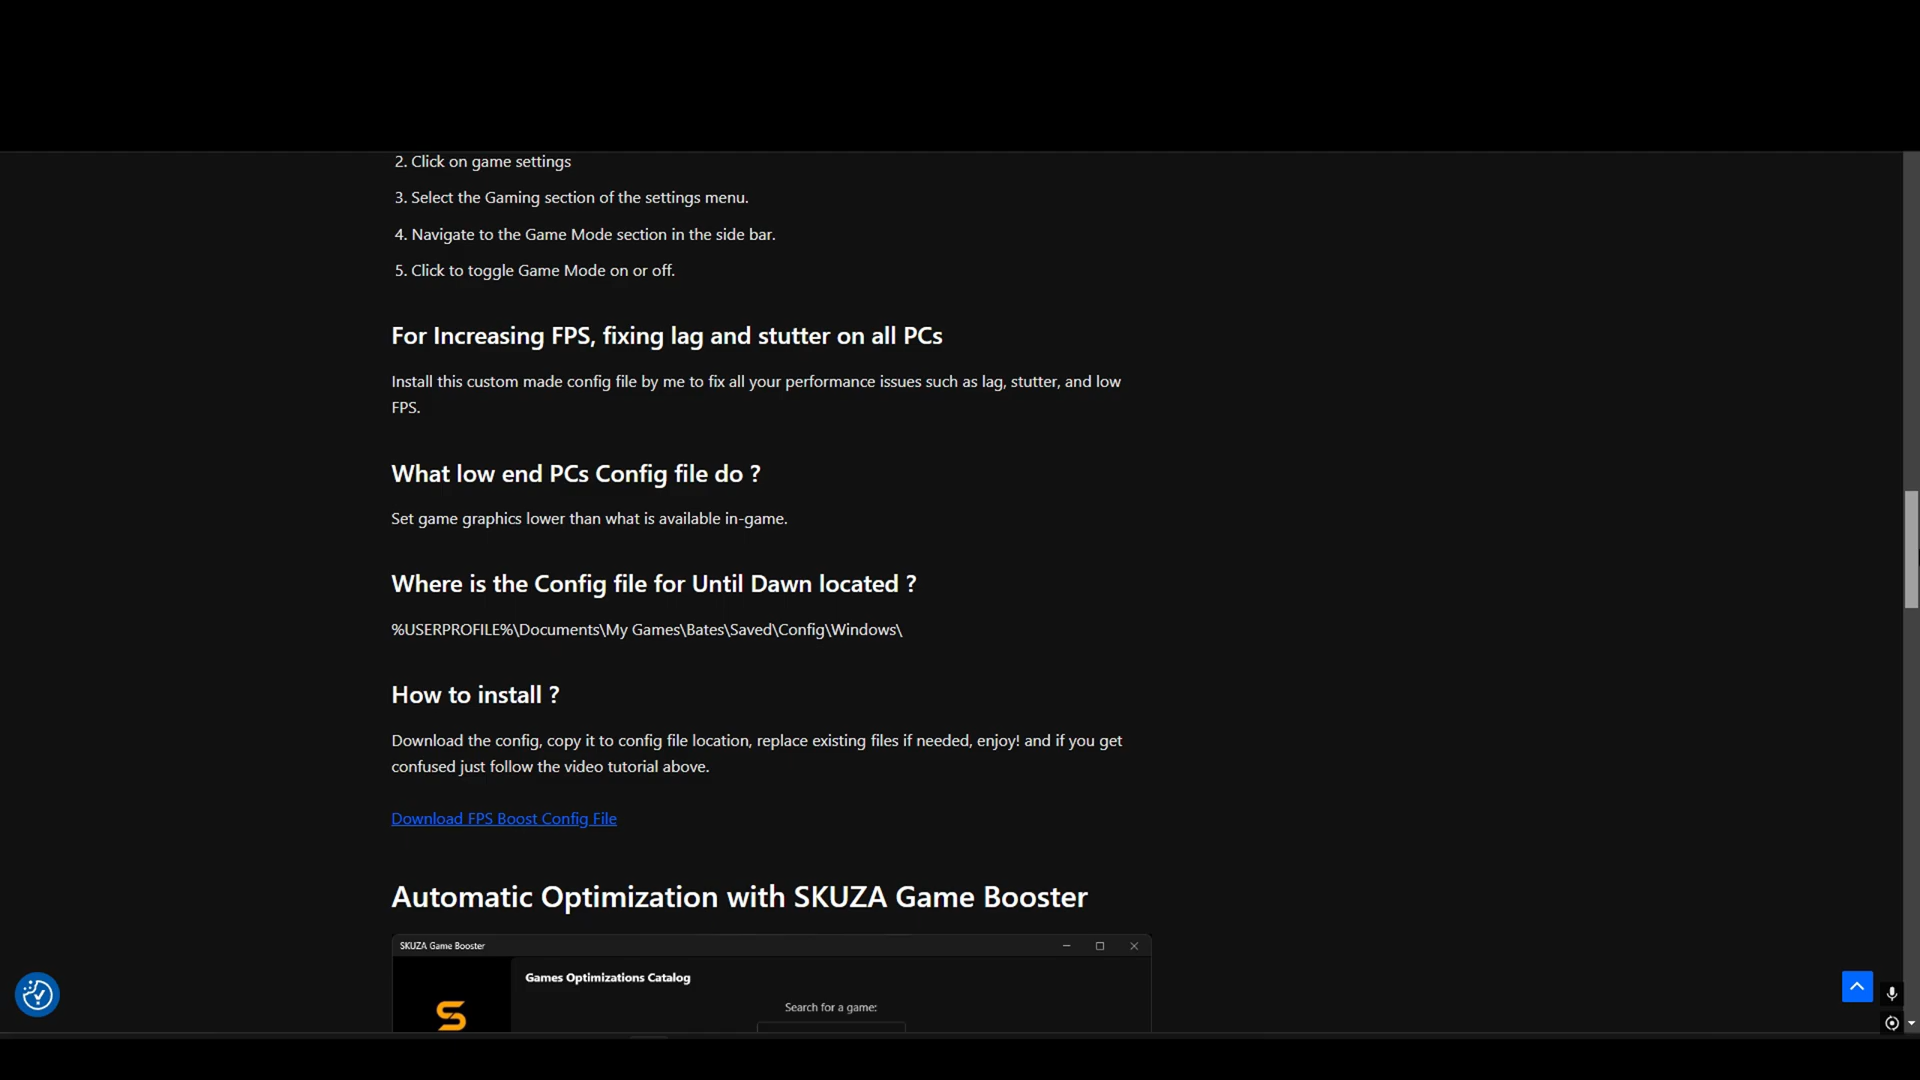 2. Click on game settings
3. Select the Gaming section of the settings menu.
4. Navigate to the Game Mode section in the side bar.
5. Click to toggle Game Mode on or off.
For Increasing FPS, fixing lag and stutter on all PCs
Install this custom made config file by me to fix all your performance issues such as lag, stutter, and low
FPS.
What low end PCs Config file do ?
Set game graphics lower than what is available in-game.
Where is the Config file for Until Dawn located ?
%USERPROFILE%\Documents\My Games\Bates\Saved\Config\Windows\
How to install ?
Download the config, copy it to config file location, replace existing files if needed, enjoy! and if you get
confused just follow the video tutorial above.
Download FPS Boost Config File
Automatic Optimization with SKUZA Game Booster
SKUZA Game Booster
Games Optimizations Catalog
Search for a game: